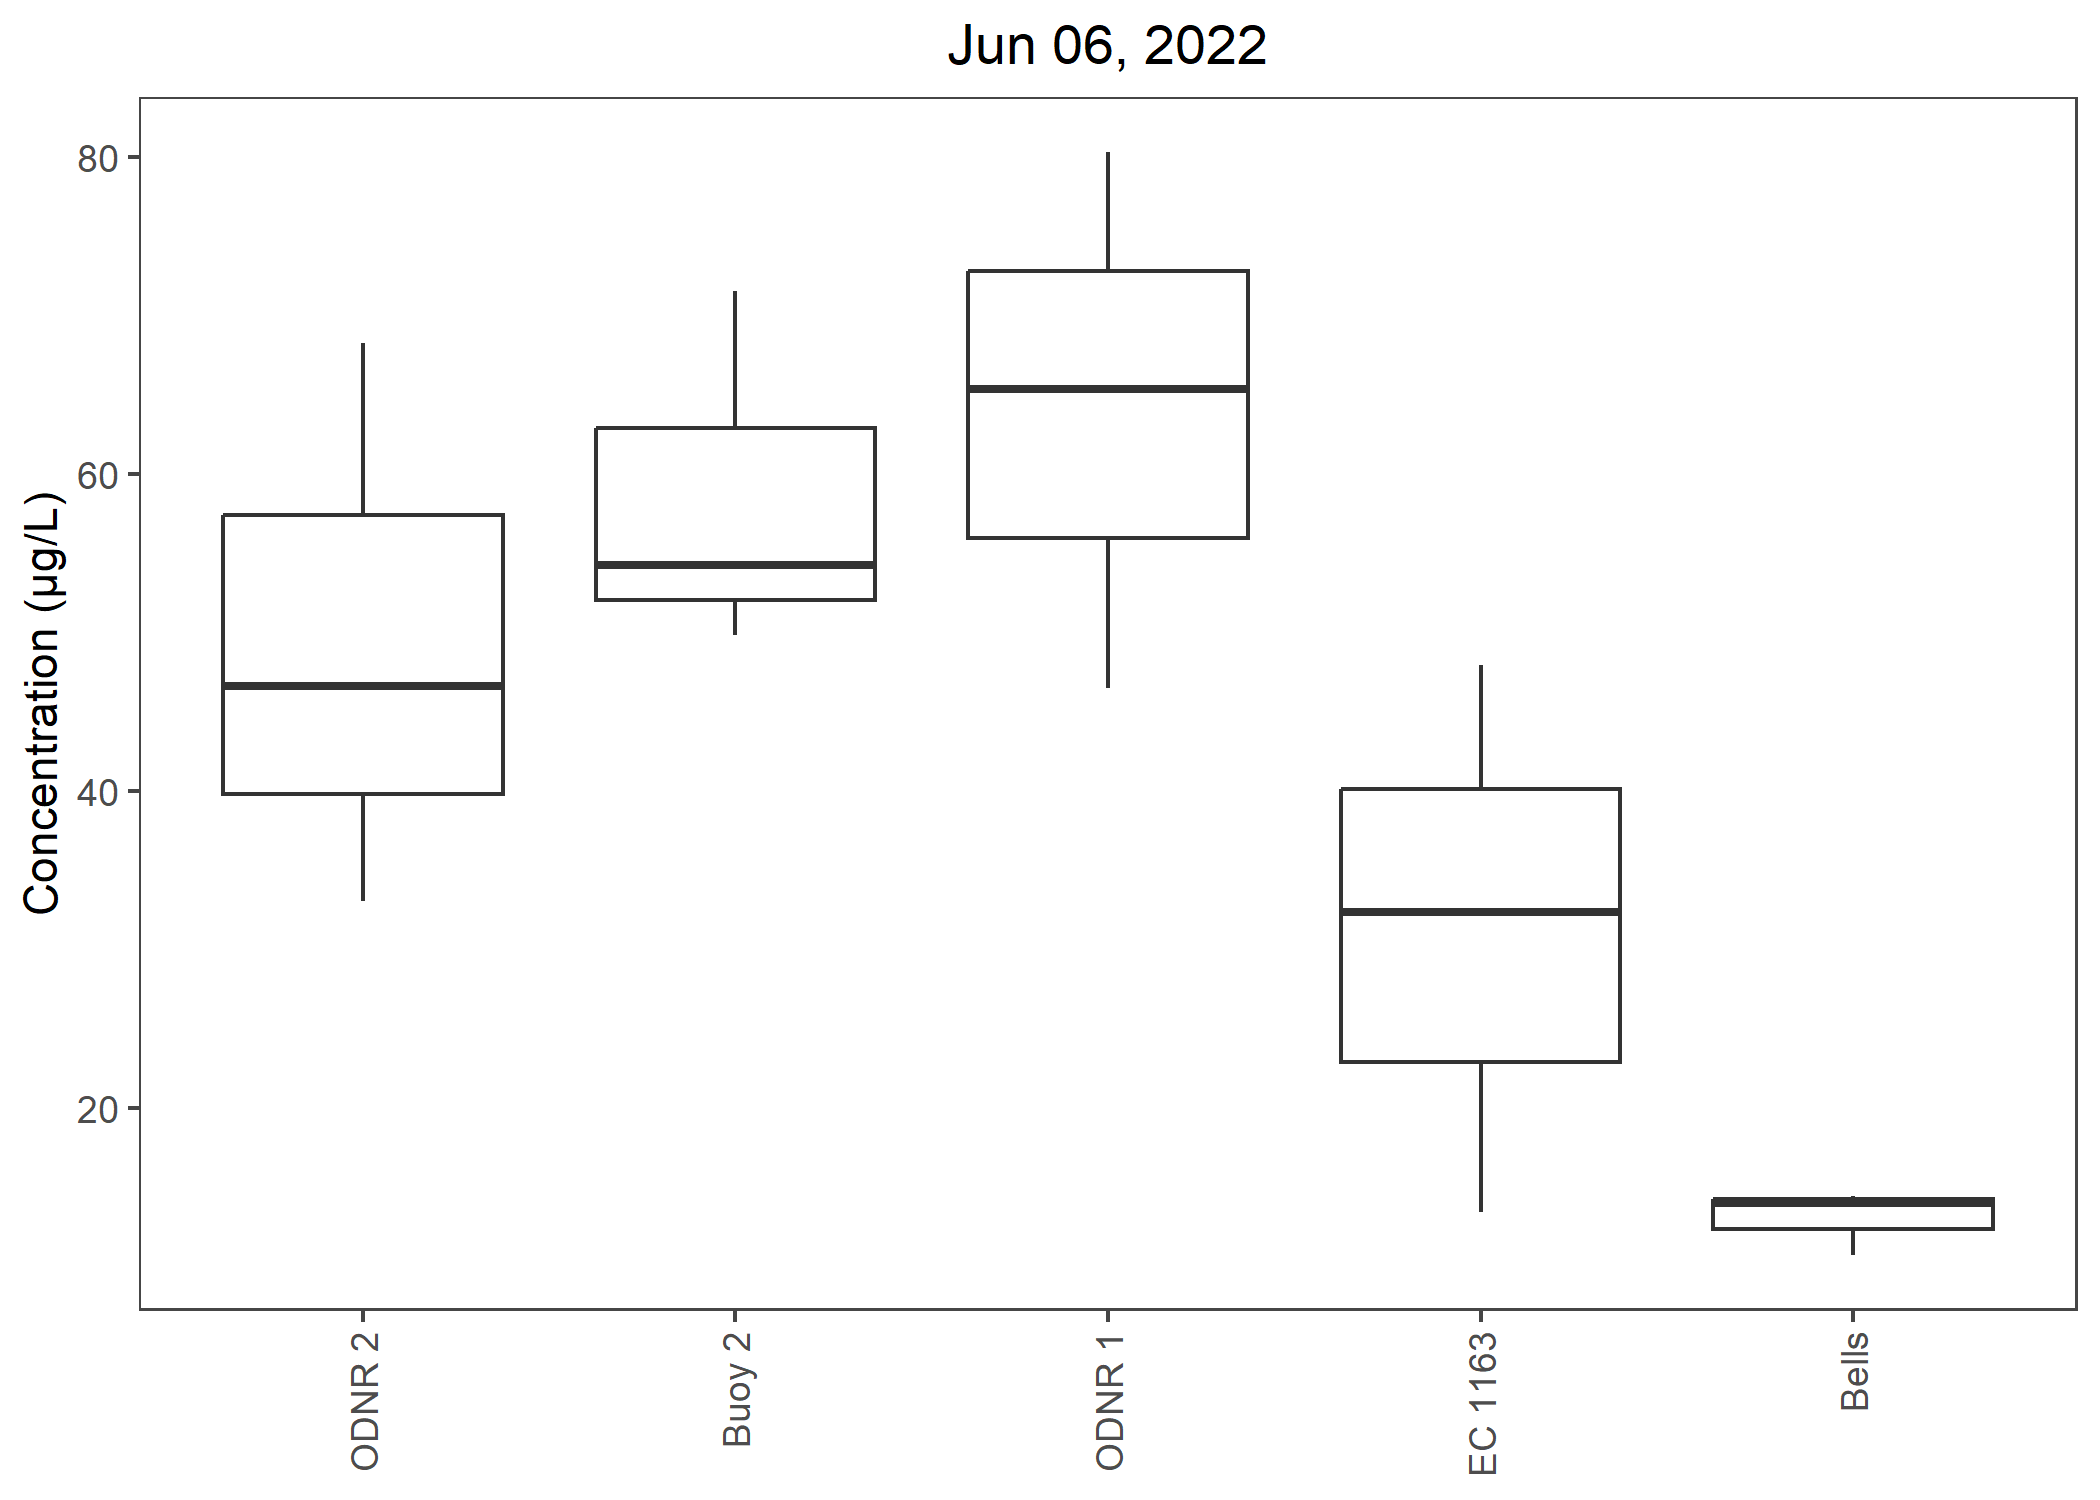 Jun 06, 2022
Concentration (µg/L)
80
60
40
20
ODNR 2
Buoy 2
ODNR 1
EC 1163
Bells